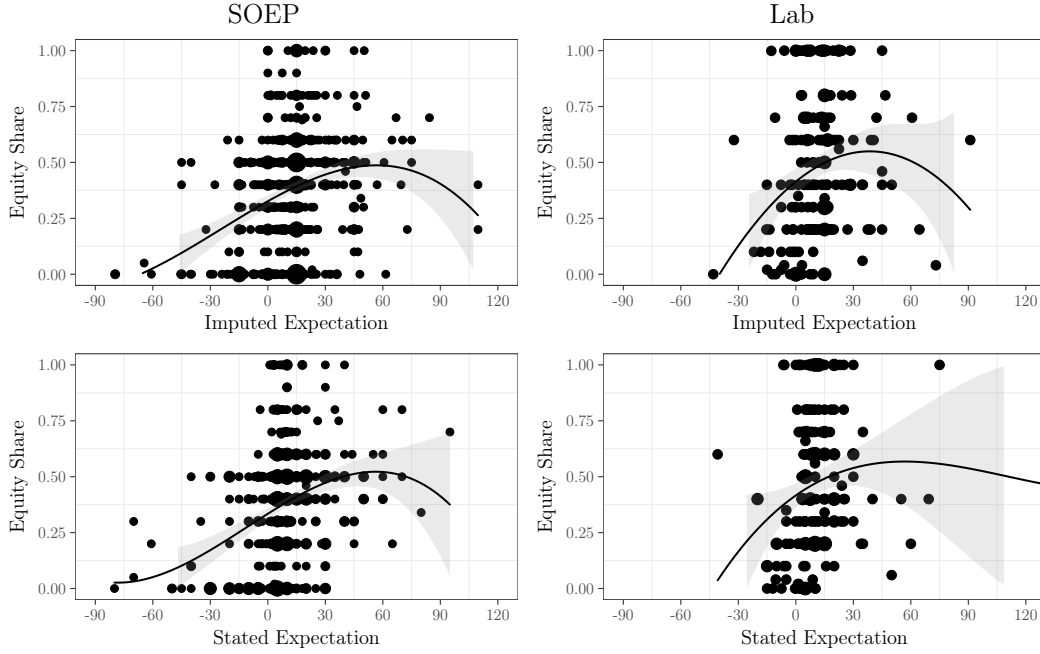 SOEP Lab
1.00 1.00
0.75 0.75
0.50 0.50
0.25 0.25
0.00 0.00
Equity Share Equity Share
-90 -60 -30 0 30 60 90 120 -90 -60 -30 0 30 60 90 120
Imputed Expectation Imputed Expectation
1.00 1.00
0.75 0.75
0.50 0.50
0.25 0.25
0.00 0.00
Equity Share Equity Share
-90 -60 -30 0 30 60 90 120 -90 -60 -30 0 30 60 90 120
Stated Expectation Stated Expectation